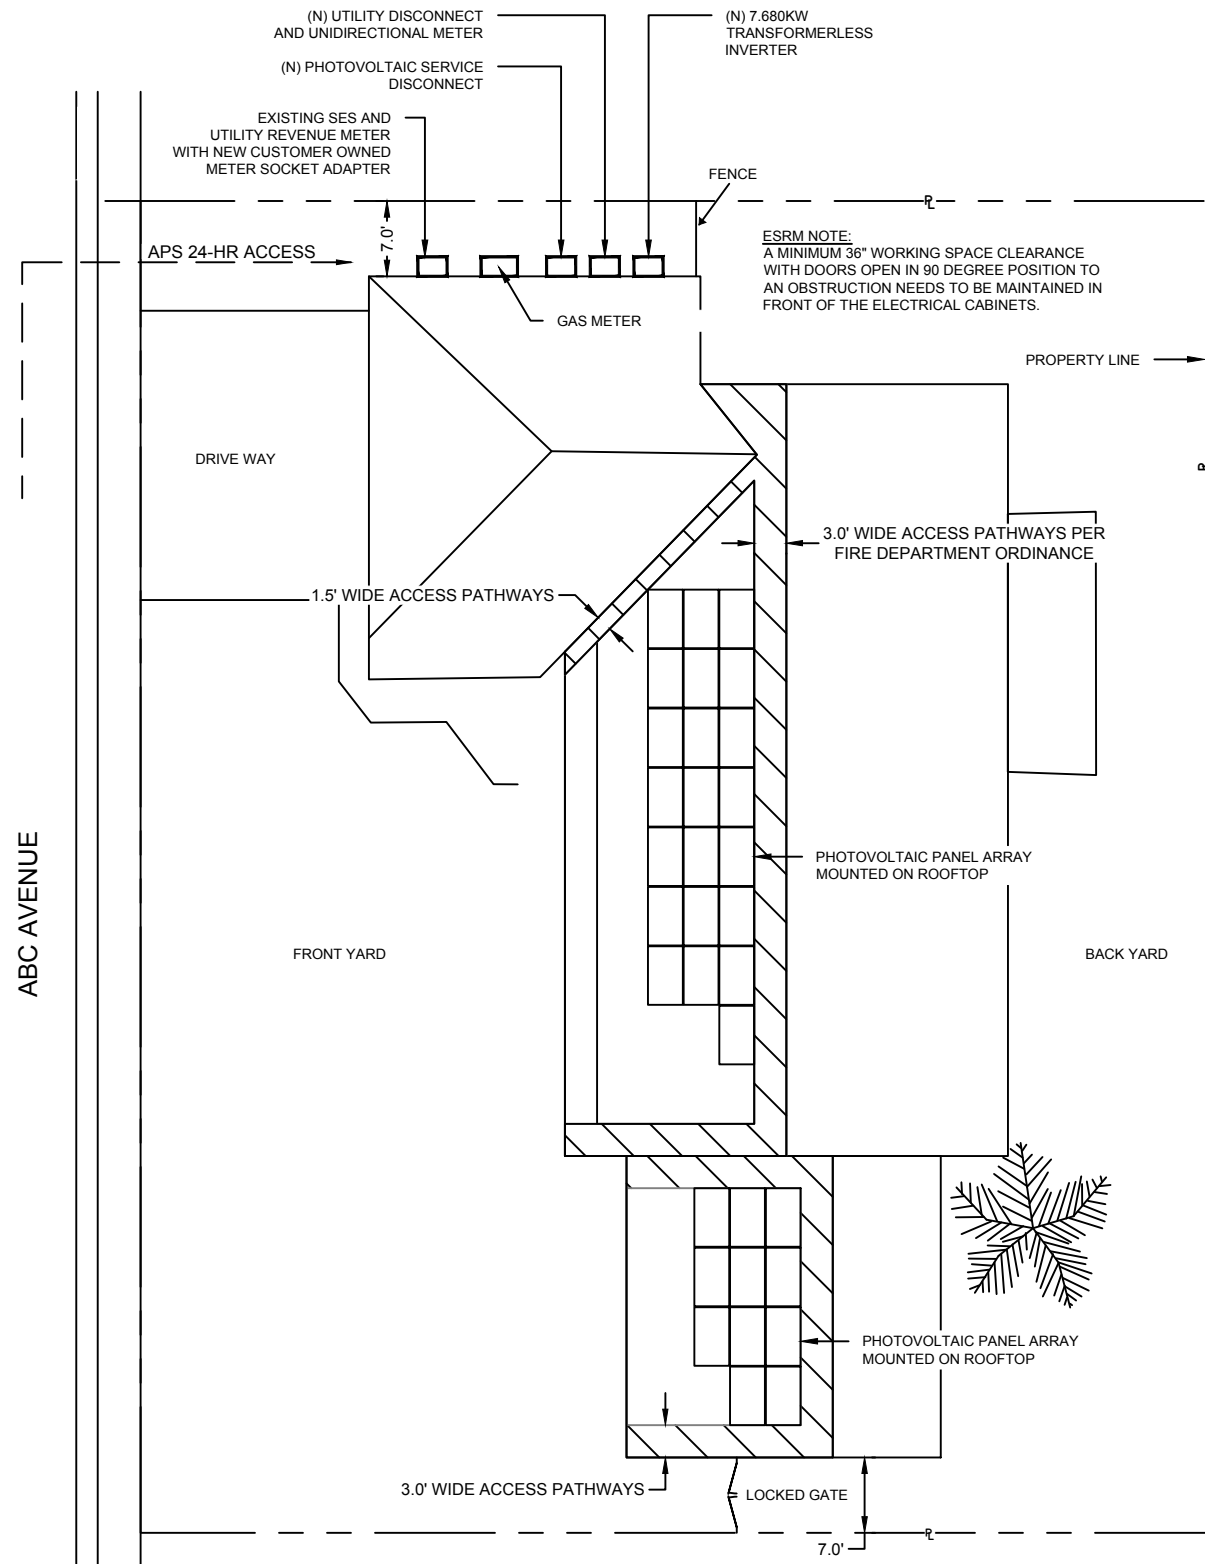 (N) UTILITY DISCONNECT
AND UNIDIRECTIONAL METER
(N) 7.680KW
TRANSFORMERLESS
INVERTER
(N) PHOTOVOLTAIC SERVICE
DISCONNECT
EXISTING SES AND
UTILITY REVENUE METER
WITH NEW CUSTOMER OWNED
METER SOCKET ADAPTER
FENCE
PL
7.0'
APS 24-HR ACCESS
ESRM NOTE:
A MINIMUM 36" WORKING SPACE CLEARANCE
WITH DOORS OPEN IN 90 DEGREE POSITION TO
AN OBSTRUCTION NEEDS TO BE MAINTAINED IN
FRONT OF THE ELECTRICAL CABINETS.
GAS METER
PROPERTY LINE
DRIVE WAY
PL
3.0' WIDE ACCESS PATHWAYS PER
FIRE DEPARTMENT ORDINANCE
1.5' WIDE ACCESS PATHWAYS
PHOTOVOLTAIC PANEL ARRAY
MOUNTED ON ROOFTOP
ABC AVENUE
FRONT YARD
BACK YARD
PHOTOVOLTAIC PANEL ARRAY
MOUNTED ON ROOFTOP
3.0' WIDE ACCESS PATHWAYS
LOCKED GATE
PL
7.0'